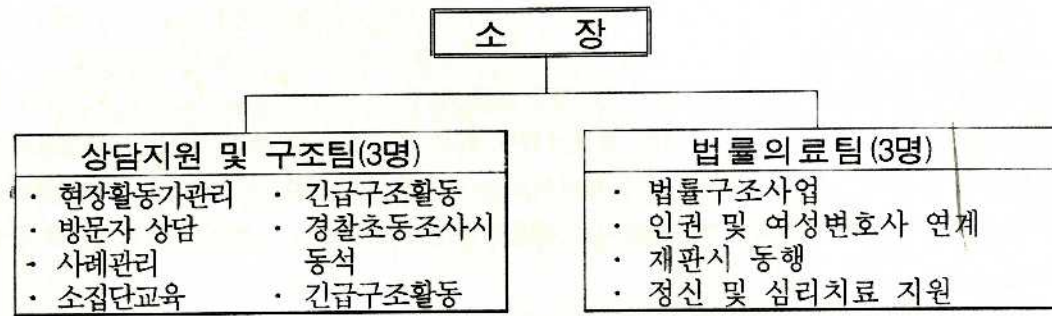 소 장
상담지원 및 구조팀(3명)
· 현장활동가관리 · 긴급구조활동
· 방문자 상담 · 경찰초동조사시
· 사례관리 동석
· 소집단교육 · 긴급구조활동
법률의료팀(3명)
· 법률구조사업
· 인권 및 여성변호사 연계
· 재판시 동행
· 정신 및 심리치료 지원